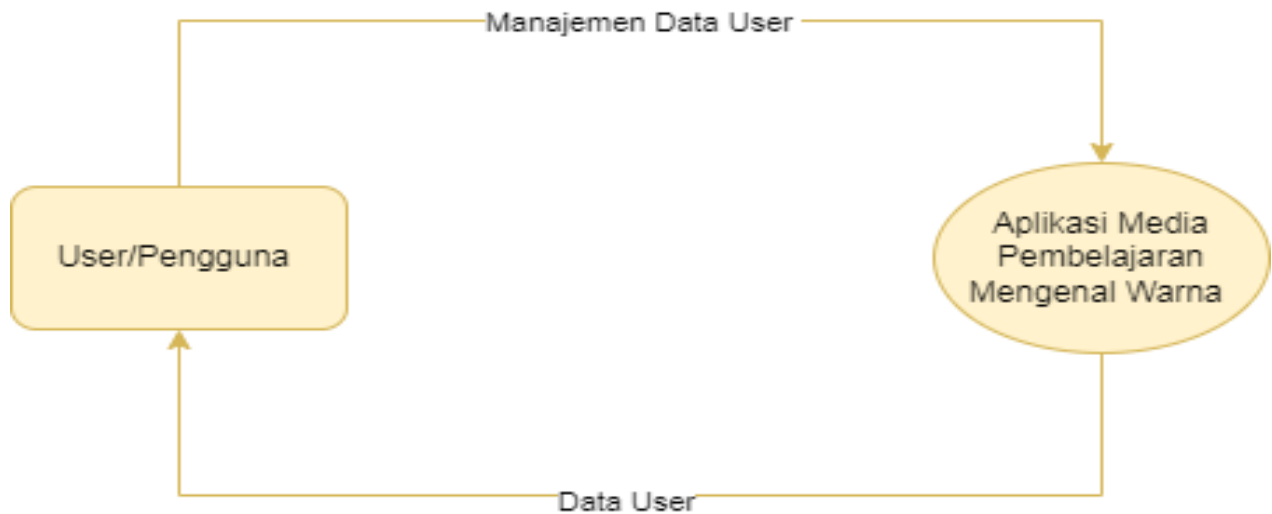 Manajemen Data User
User/Pengguna
Aplikasi Media
Pembelajaran
Mengenal Warna
Data User